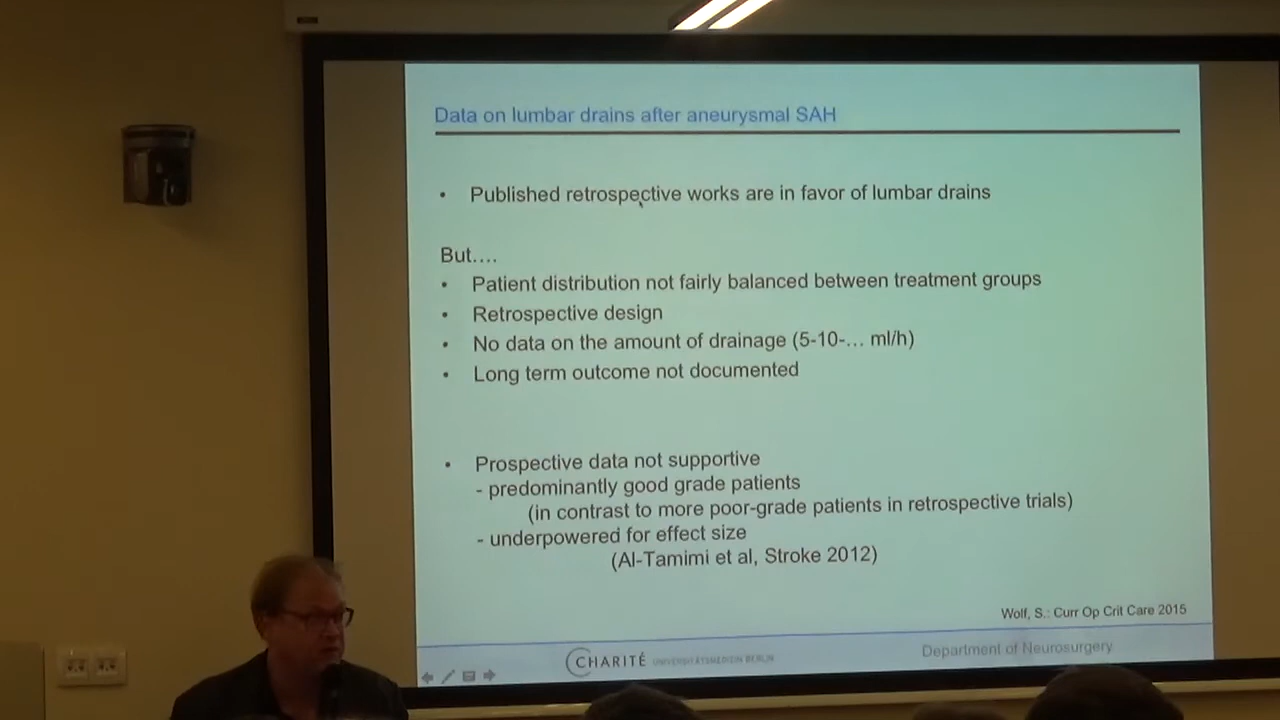 Data on lumbar drains after aneurysmal SAH
• Published retrospective works are in favor of lumbar drains
But....
• Patient distribution not fairly balanced between treatment groups
• Retrospective design
• No data on the amount of drainage (5-10-... ml/h)
• Long term outcome not documented
• Prospective data not supportive
- predominantly good grade patients
(in contrast to more poor-grade patients in retrospective trials)
- underpowered for effect size
(Al-Tamimi et al, Stroke 2012)
Wolf, S.: Curr Op Crit Care 2015
CHARITÉ UNIVERSITÄTSMEDIZIN BERLIN
Department of Neurosurgery